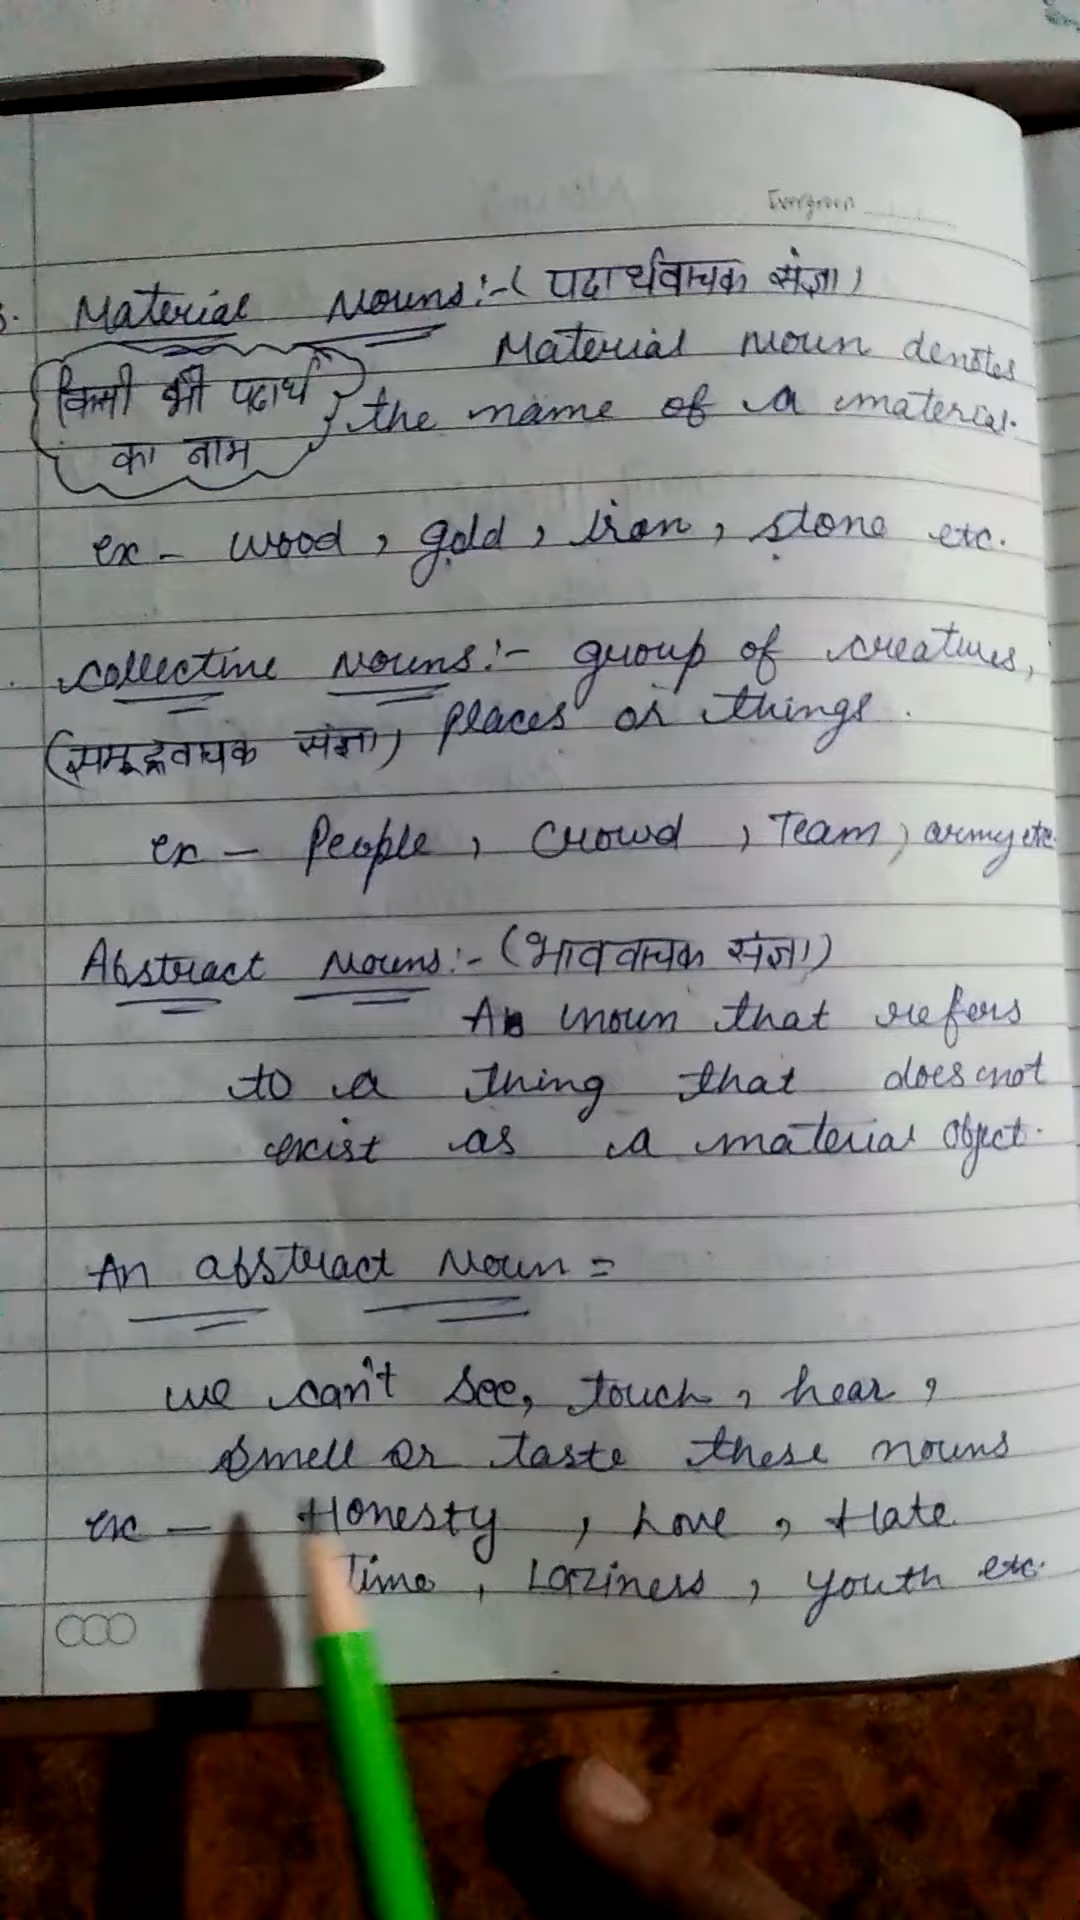 Evergreen
3. Material Nouns:- (पदार्थवाचक संज्ञा)
Material noun denotes
किसी भी पदार्थ
the name of a material.
का नाम
ex - wood, gold, iron, stone etc.
Collective Nouns:- group of creatures,
(समूहवाचक संज्ञा) places or things.
ex - People, Crowd, Team, army etc.
Abstract Nouns:- (भाववाचक संज्ञा)
A noun that refers
to a thing that does not
exist as a material object.
An abstract Noun =
we can't see, touch, hear,
smell or taste these nouns
ex - Honesty, Love, Hate
Time, Laziness, youth etc.